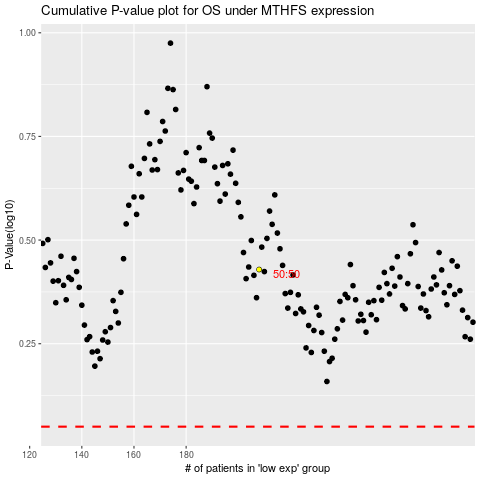 Cumulative P-value plot for OS under MTHFS expression
P-Value(log10)
1.00
0.75
0.50
0.25
50:50
120 140 160 180
# of patients in 'low exp' group